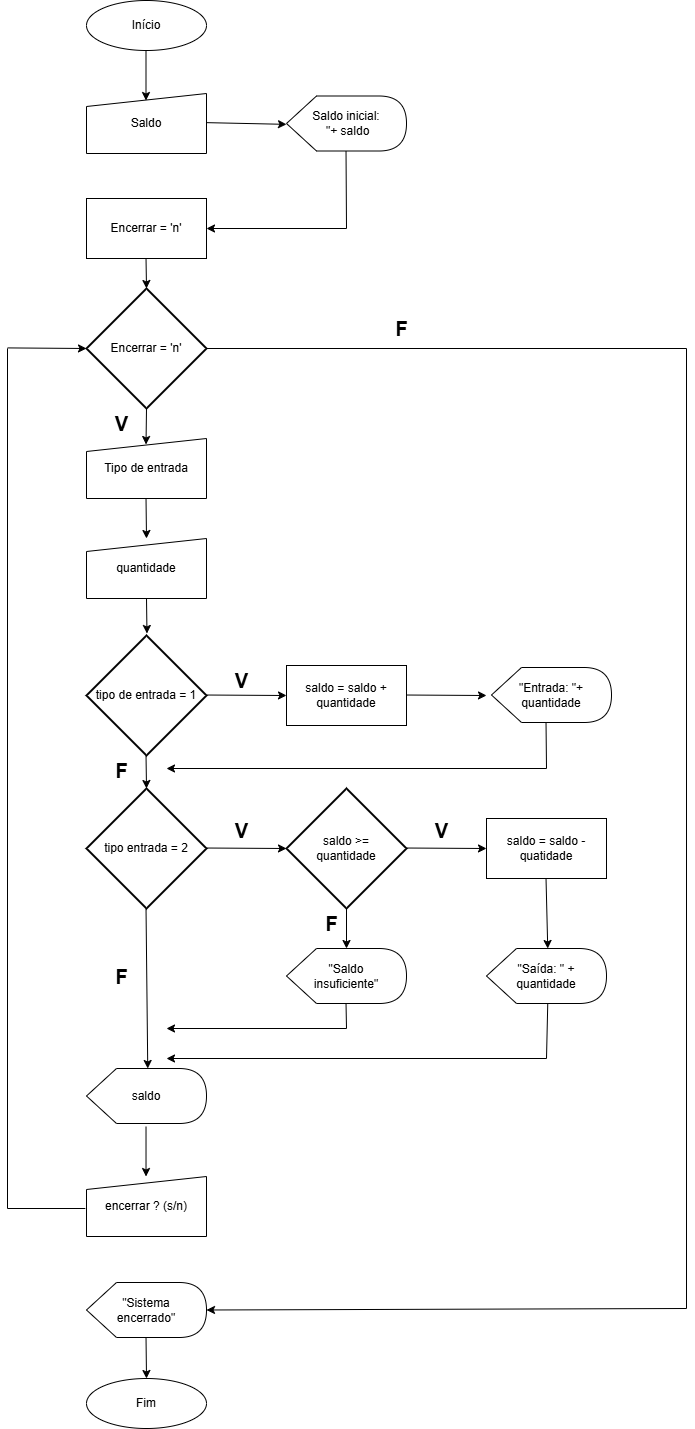 Início
Saldo
Saldo inicial:
"+ saldo
Encerrar = 'n'
F
Encerrar = 'n'
V
Tipo de entrada
quantidade
tipo de entrada = 1
V
saldo = saldo +
quantidade
"Entrada: "+
quantidade
F
tipo entrada = 2
V
saldo >=
quantidade
V
saldo = saldo -
quatidade
F
"Saldo
insuficiente"
"Saída: " +
quantidade
F
saldo
encerrar ? (s/n)
"Sistema
encerrado"
Fim